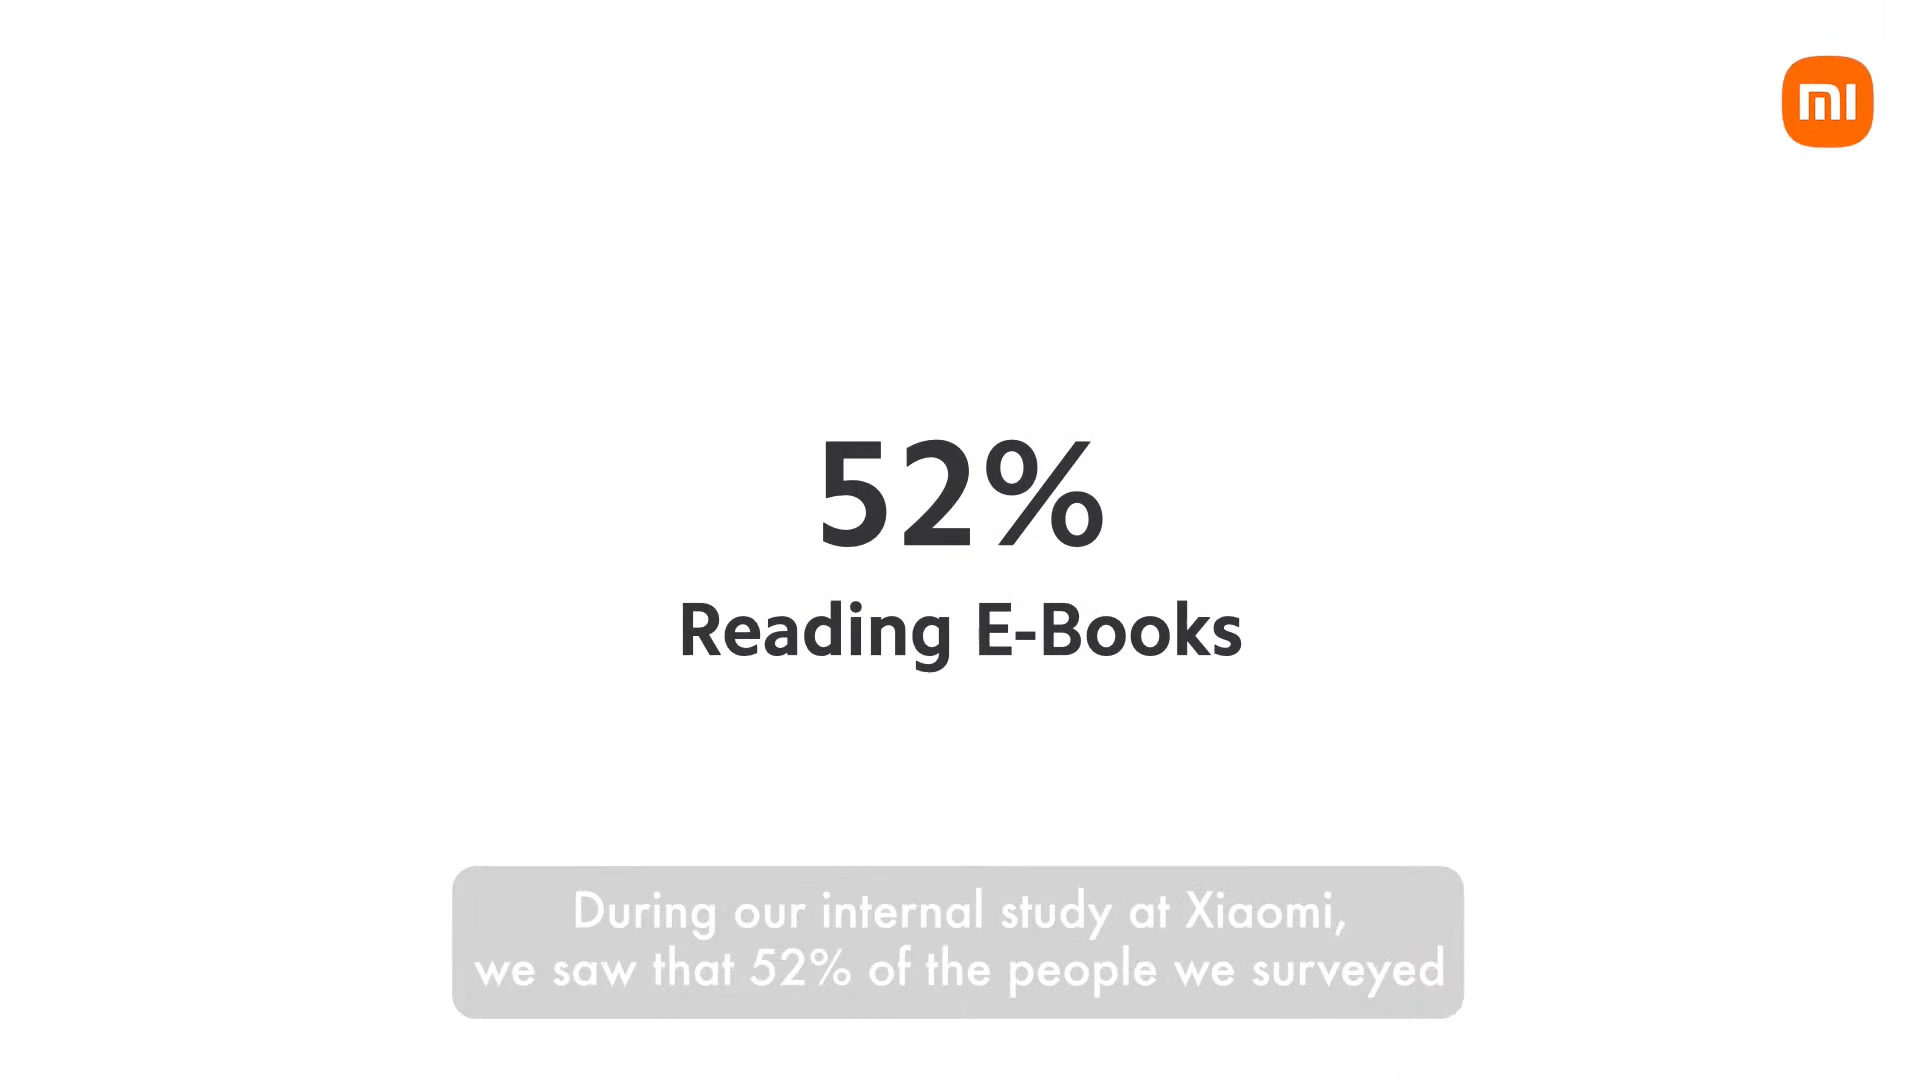 mi
52%
Reading E-Books
During our internal study at Xiaomi,
we saw that 52% of the people we surveyed